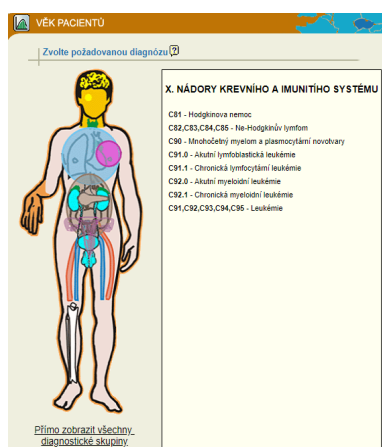 VĚK PACIENTŮ
Zvolte požadovanou diagnózu ?
X. NÁDORY KREVNÍHO A IMUNITÍHO SYSTÉMU
C81 - Hodgkinova nemoc
C82,C83,C84,C85 - Ne-Hodgkinův lymfom
C90 - Mnohočetný myelom a plasmocytární novotvary
C91.0 - Akutní lymfoblastická leukémie
C91.1 - Chronická lymfocytární leukémie
C92.0 - Akutní myeloidní leukémie
C92.1 - Chronická myeloidní leukémie
C91,C92,C93,C94,C95 - Leukémie
Přímo zobrazit všechny
diagnostické skupiny